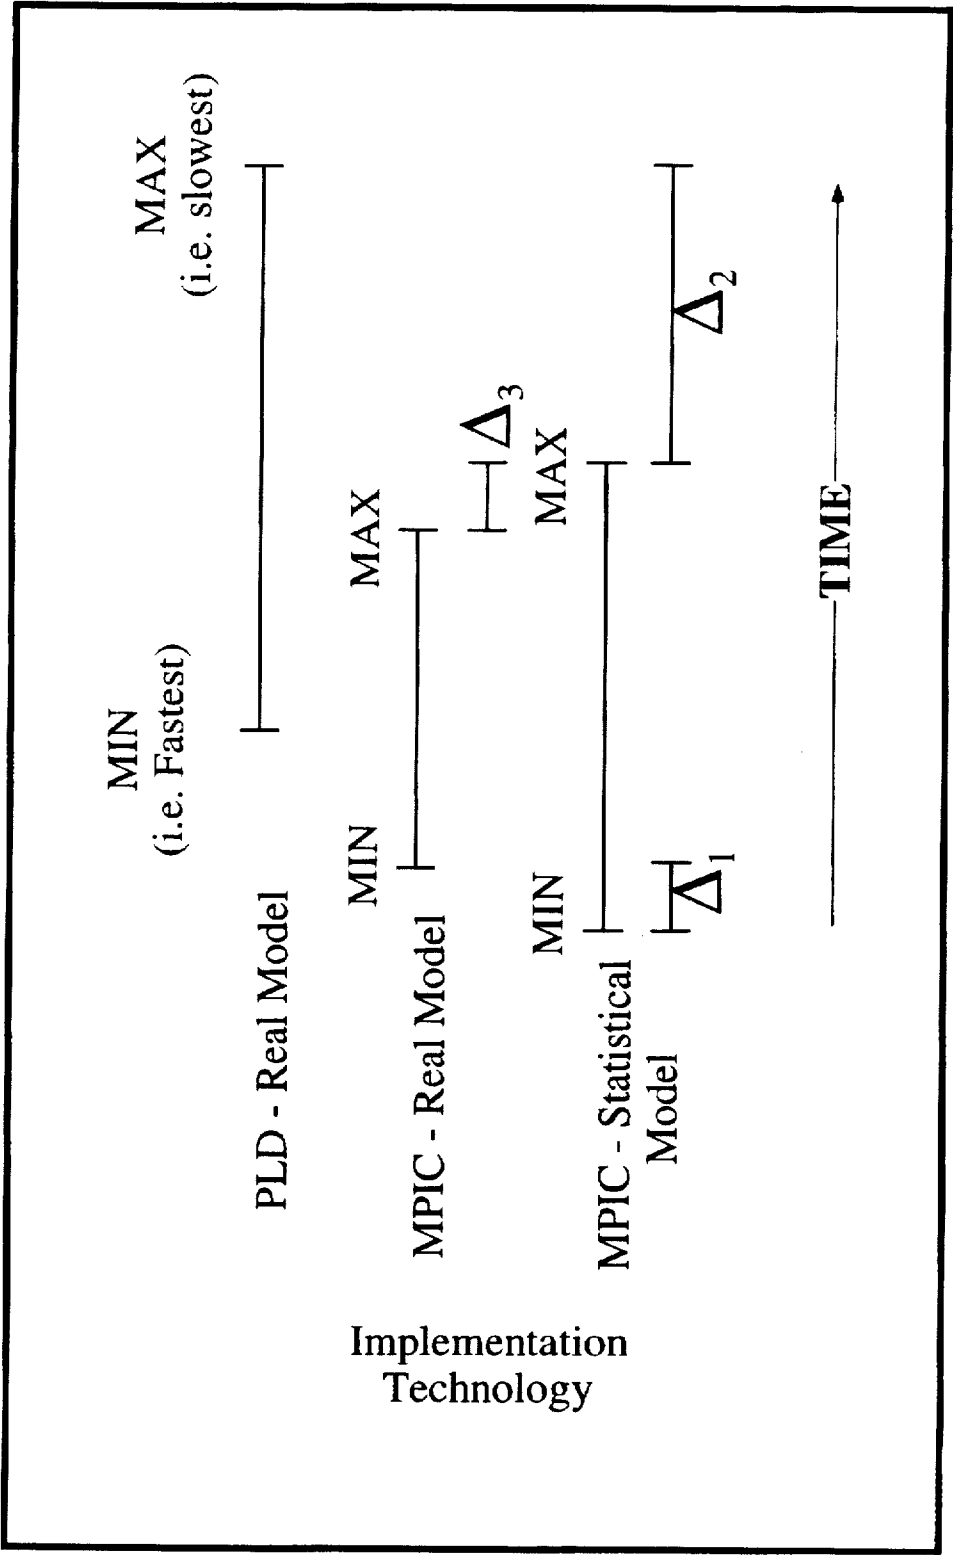 MIN
(i.e. Fastest)
MAX
(i.e. slowest)
PLD - Real Model
MIN
MAX
MPIC - Real Model
Δ3
MIN
MAX
MPIC - Statistical
Model
Δ1
Δ2
TIME
Implementation
Technology